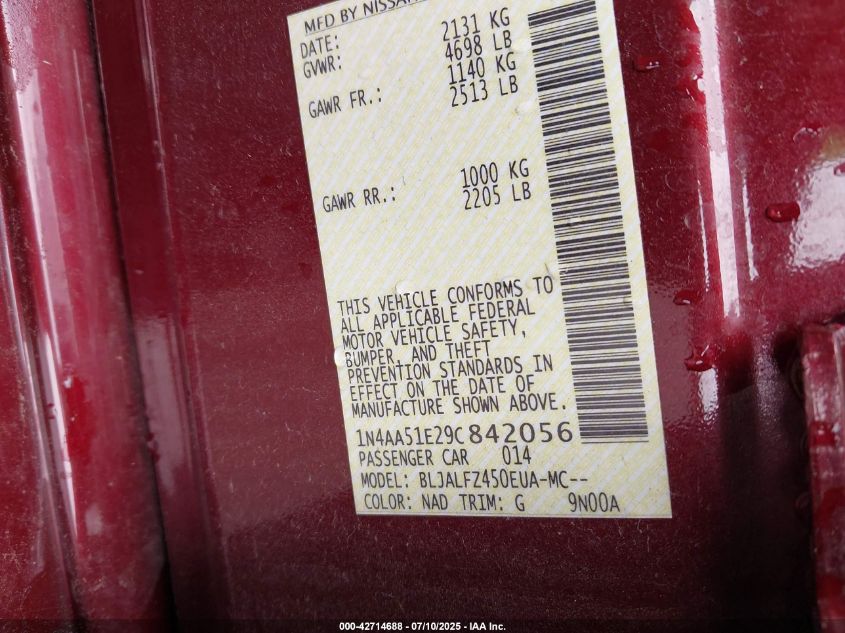 MFD BY NISSAN
DATE:
GVWR:
2131 KG
4698 LB
1140 KG
GAWR FR.: 2513 LB
1000 KG
GAWR RR.: 2205 LB
THIS VEHICLE CONFORMS TO
ALL APPLICABLE FEDERAL
MOTOR VEHICLE SAFETY,
BUMPER, AND THEFT
PREVENTION STANDARDS IN
EFFECT ON THE DATE OF
MANUFACTURE SHOWN ABOVE.
1N4AA51E29C842056
PASSENGER CAR 014
MODEL: BLJALFZ450EUA-MC--
COLOR: NAD TRIM: G 9N00A
000-42714688 - 07/10/2025 - IAA Inc.